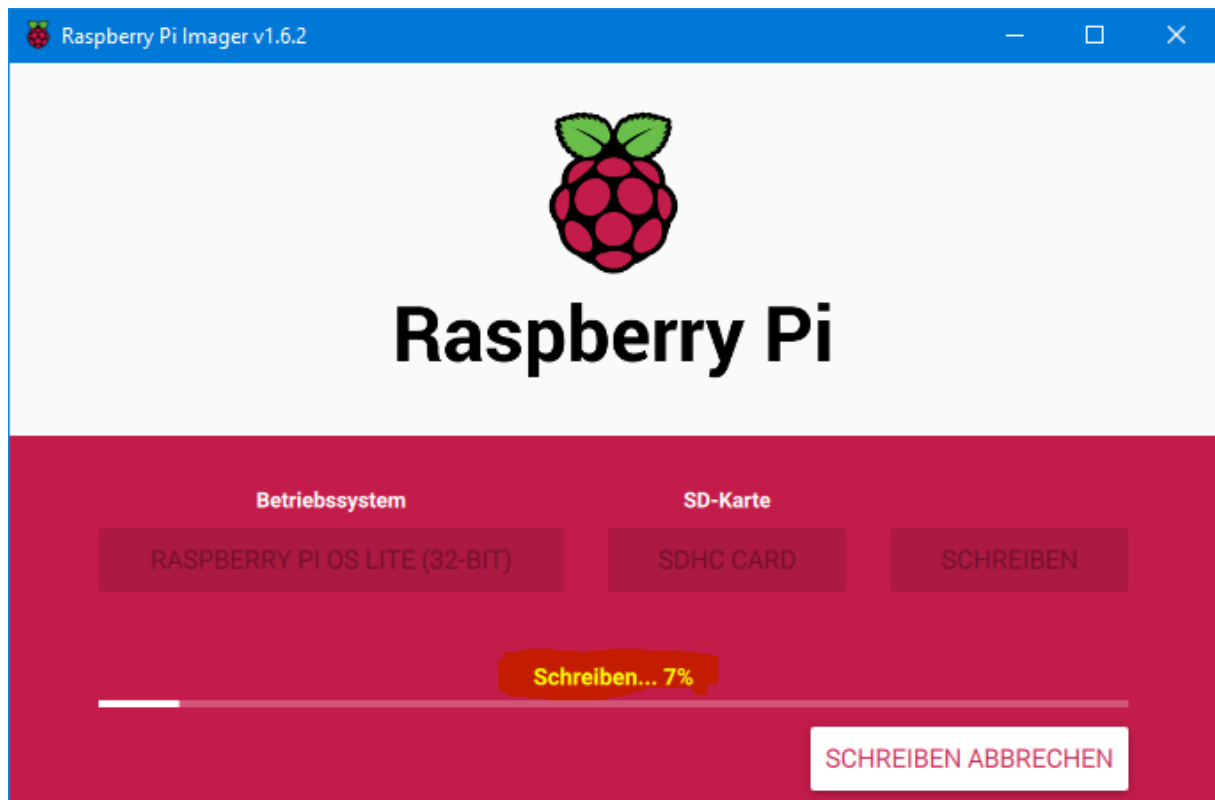 Raspberry Pi Imager v1.6.2
Raspberry Pi
Betriebssystem
SD-Karte
RASPBERRY PI OS LITE (32-BIT)
SDHC CARD
SCHREIBEN
Schreiben... 7%
SCHREIBEN ABBRECHEN